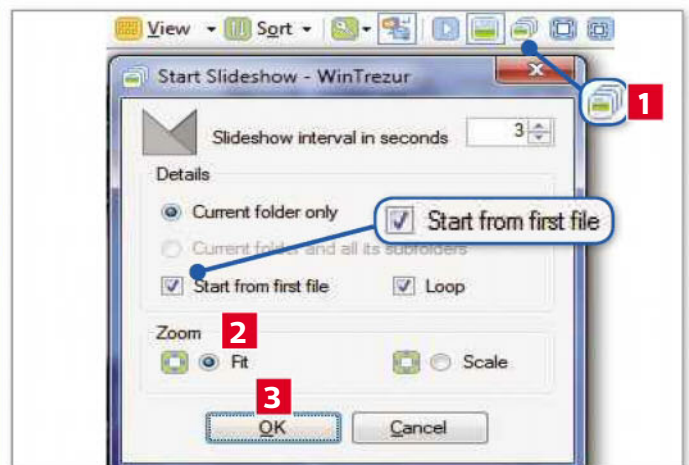 View Sort
Start Slideshow - WinTrezur
1
Slideshow interval in seconds 3
Details
Current folder only
Start from first file
Current folder and all its subfolders
Start from first file Loop
Zoom 2
Fit Scale
3
OK Cancel